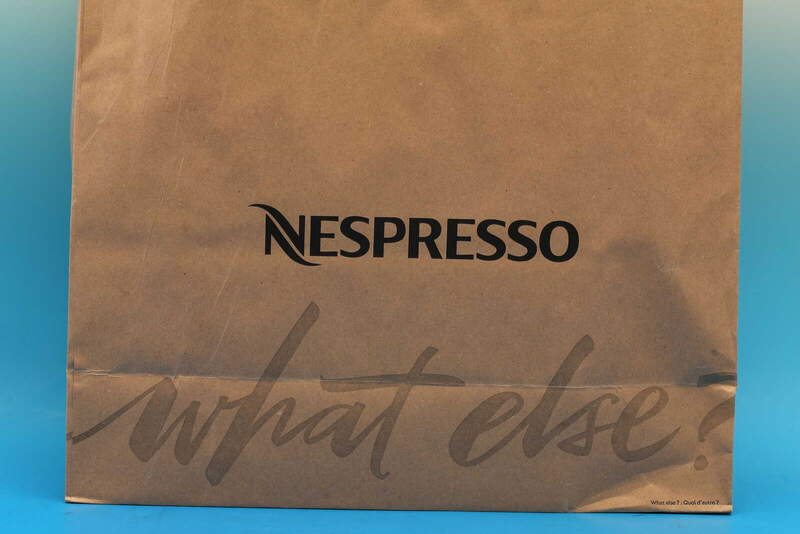 NESPRESSO
what else?
What else ? : Quoi d'autre ?